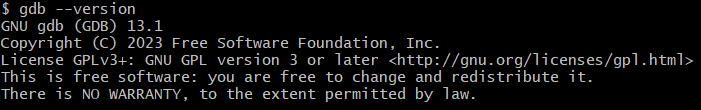 $ gdb --version
GNU gdb (GDB) 13.1
Copyright (C) 2023 Free Software Foundation, Inc.
License GPLv3+: GNU GPL version 3 or later <http://gnu.org/licenses/gpl.html>
This is free software: you are free to change and redistribute it.
There is NO WARRANTY, to the extent permitted by law.